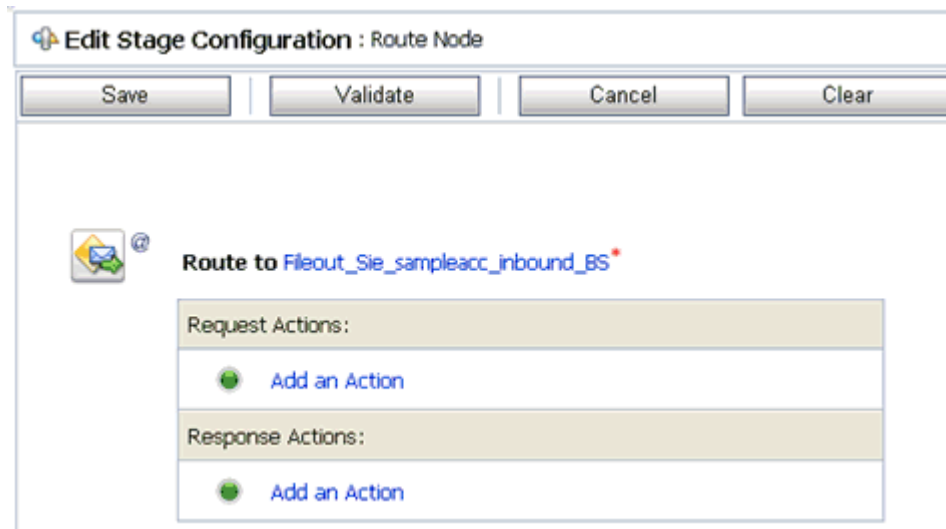 Edit Stage Configuration : Route Node
Save
Validate
Cancel
Clear
@
Route to Fileout_Sie_sampleacc_inbound_BS*
Request Actions:
Add an Action
Response Actions:
Add an Action